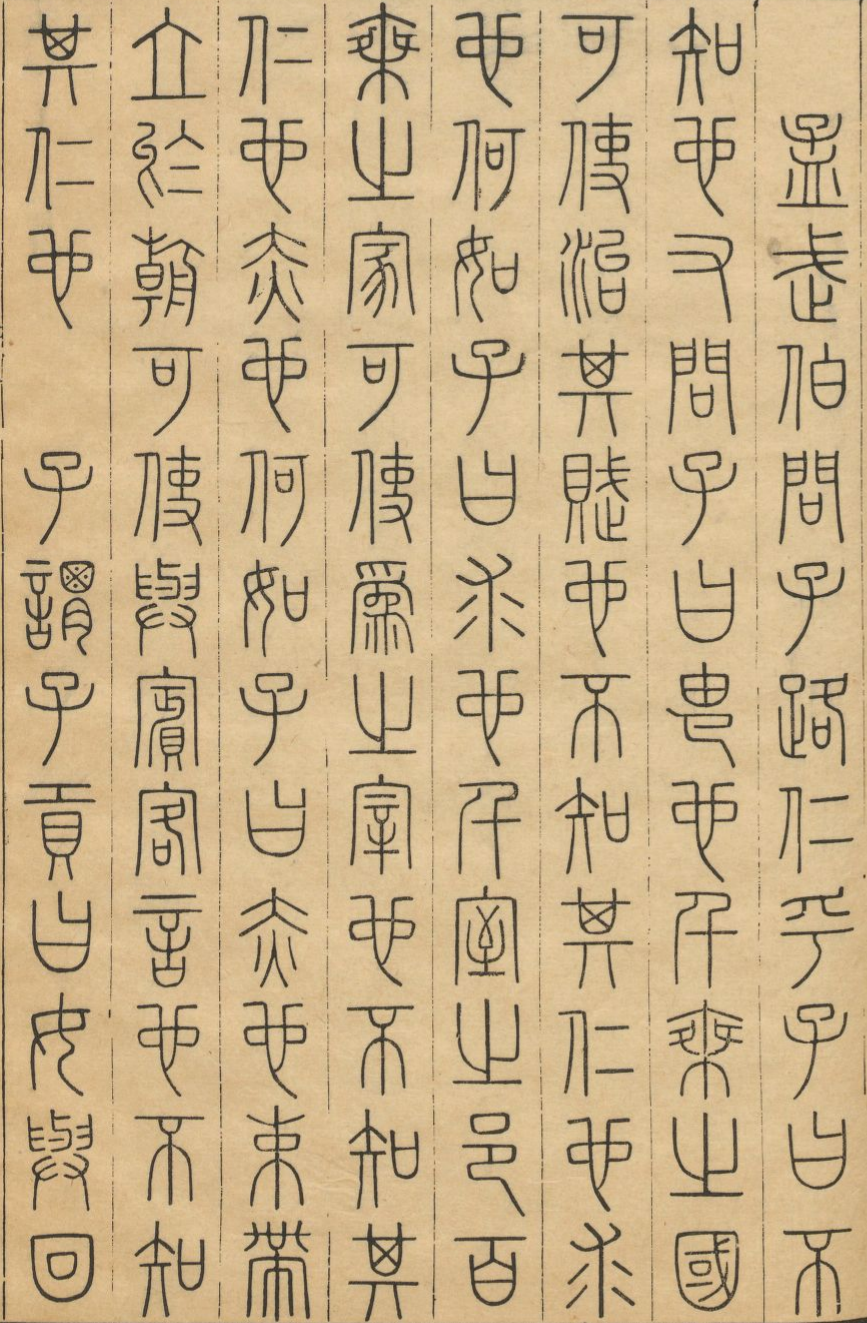 孟武伯問子路仁乎子曰不
知也又問子曰由也千乘之國
可使治其賦也不知其仁也求
也何如子曰求也千室之邑百
乘之家可使爲之宰也不知其
仁也赤也何如子曰赤也束帶
立於朝可使與賓客言也不知
其仁也　子謂子貢曰女與回